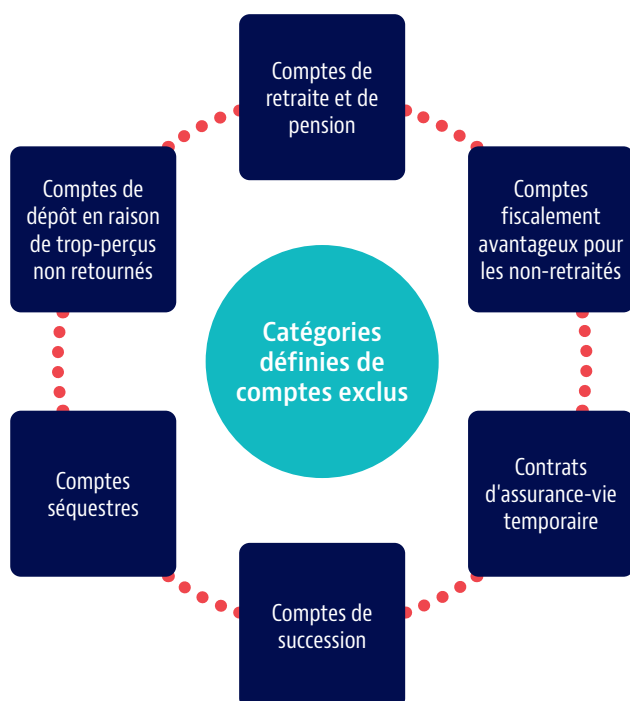 Comptes de
retraite et de
pension
Comptes de
dépôt en raison
de trop-perçus
non retournés
Comptes
fiscalement
avantageux pour
les non-retraités
Catégories
définies de
comptes exclus
Comptes
séquestres
Contrats
d'assurance-vie
temporaire
Comptes de
succession